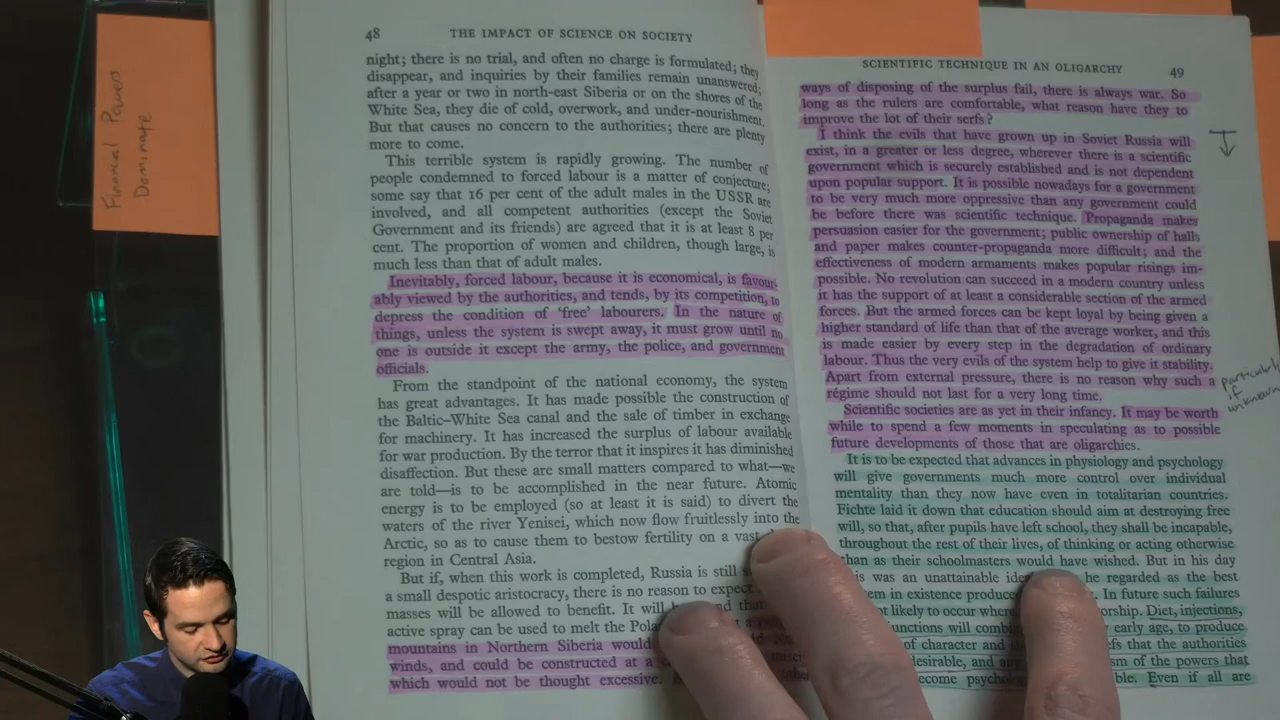 Financial Powers
Dominate
48 THE IMPACT OF SCIENCE ON SOCIETY
night; there is no trial, and often no charge is formulated; they
disappear, and inquiries by their families remain unanswered;
after a year or two in north-east Siberia or on the shores of the
White Sea, they die of cold, overwork, and under-nourishment.
But that causes no concern to the authorities; there are plenty
more to come.
This terrible system is rapidly growing. The number of
people condemned to forced labour is a matter of conjecture;
some say that 16 per cent of the adult males in the USSR are
involved, and all competent authorities (except the Soviet
Government and its friends) are agreed that it is at least 8 per
cent. The proportion of women and children, though large, is
much less than that of adult males.
Inevitably, forced labour, because it is economical, is favour-
ably viewed by the authorities, and tends, by its competition, to
depress the condition of 'free' labourers. In the nature of
things, unless the system is swept away, it must grow until no
one is outside it except the army, the police, and government
officials.
From the standpoint of the national economy, the system
has great advantages. It has made possible the construction of
the Baltic–White Sea canal and the sale of timber in exchange
for machinery. It has increased the surplus of labour available
for war production. By the terror that it inspires it has diminished
disaffection. But these are small matters compared to what—we
are told—is to be accomplished in the near future. Atomic
energy is to be employed (so at least it is said) to divert the
waters of the river Yenisei, which now flow fruitlessly into the
Arctic, so as to cause them to bestow fertility on a vast
region in Central Asia.
But if, when this work is completed, Russia is still
a small despotic aristocracy, there is no reason to expect
masses will be allowed to benefit. It will
active spray can be used to melt the
mountains in Northern Siberia would
winds, and could be constructed at a
which would not be thought excessive.
SCIENTIFIC TECHNIQUE IN AN OLIGARCHY 49
ways of disposing of the surplus fail, there is always war. So
long as the rulers are comfortable, what reason have they to
improve the lot of their serfs?
I think the evils that have grown up in Soviet Russia will
exist, in a greater or less degree, wherever there is a scientific
government which is securely established and is not dependent
upon popular support. It is possible nowadays for a government
to be very much more oppressive than any government could
be before there was scientific technique. Propaganda makes
persuasion easier for the government; public ownership of halls
and paper makes counter-propaganda more difficult; and the
effectiveness of modern armaments makes popular risings im-
possible. No revolution can succeed in a modern country unless
it has the support of at least a considerable section of the armed
forces. But the armed forces can be kept loyal by being given a
higher standard of life than that of the average worker, and this
is made easier by every step in the degradation of ordinary
labour. Thus the very evils of the system help to give it stability.
Apart from external pressure, there is no reason why such a
régime should not last for a very long time.
particularly
if
unknown
Scientific societies are as yet in their infancy. It may be worth
while to spend a few moments in speculating as to possible
future developments of those that are oligarchies.
It is to be expected that advances in physiology and psychology
will give governments much more control over individual
mentality than they now have even in totalitarian countries.
Fichte laid it down that education should aim at destroying free
will, so that, after pupils have left school, they shall be incapable,
throughout the rest of their lives, of thinking or acting otherwise
than as their schoolmasters would have wished. But in his day
was an unattainable he regarded as the best
in existence In future such failures
likely to occur Diet, injections,
will early age, to produce
of character and that the authorities
desirable, and of the powers that
Even if all are